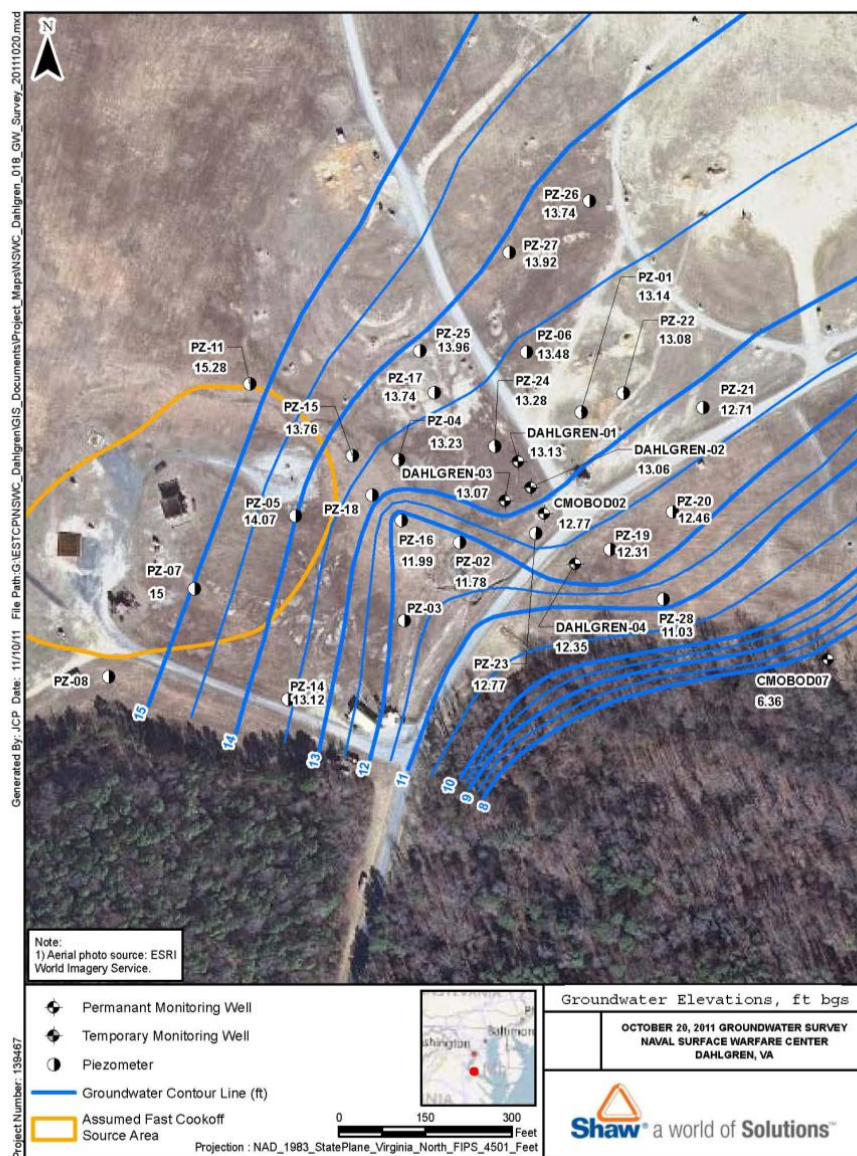 N
PZ-26
13.74
PZ-27
13.92
PZ-01
13.14
PZ-25
13.96
PZ-06
13.48
PZ-22
13.08
PZ-11
15.28
PZ-17
13.74
PZ-24
13.28
PZ-21
12.71
PZ-15
13.76
PZ-04
13.23
DAHLGREN-01
13.13
DAHLGREN-02
13.06
DAHLGREN-03
13.07
PZ-05
14.07
PZ-18
CMOBOD02
12.77
PZ-20
12.46
PZ-16
11.99
PZ-02
11.78
PZ-19
12.31
PZ-07
15
PZ-03
PZ-28
11.03
DAHLGREN-04
12.35
PZ-23
12.77
CMOBOD07
6.36
PZ-08
PZ-14
13.12
15
14
13
12
11
10
9
8
Generated By: JCP Date: 11/10/11 File Path:G:\ESTCP\NSWC_Dahlgren\GIS_Documents\Project_Maps\NSWC_Dahlgren_018_GW_Survey_20111020.mxd
Note:
1) Aerial photo source: ESRI
World Imagery Service.
Project Number: 139467
Permanant Monitoring Well
Temporary Monitoring Well
Piezometer
Groundwater Contour Line (ft)
Assumed Fast Cookoff
Source Area
Baltimor
shington
NIA
0 150 300
Feet
Projection : NAD_1983_StatePlane_Virginia_North_FIPS_4501_Feet
Groundwater Elevations, ft bgs
OCTOBER 20, 2011 GROUNDWATER SURVEY
NAVAL SURFACE WARFARE CENTER
DAHLGREN, VA
Shaw® a world of Solutions™